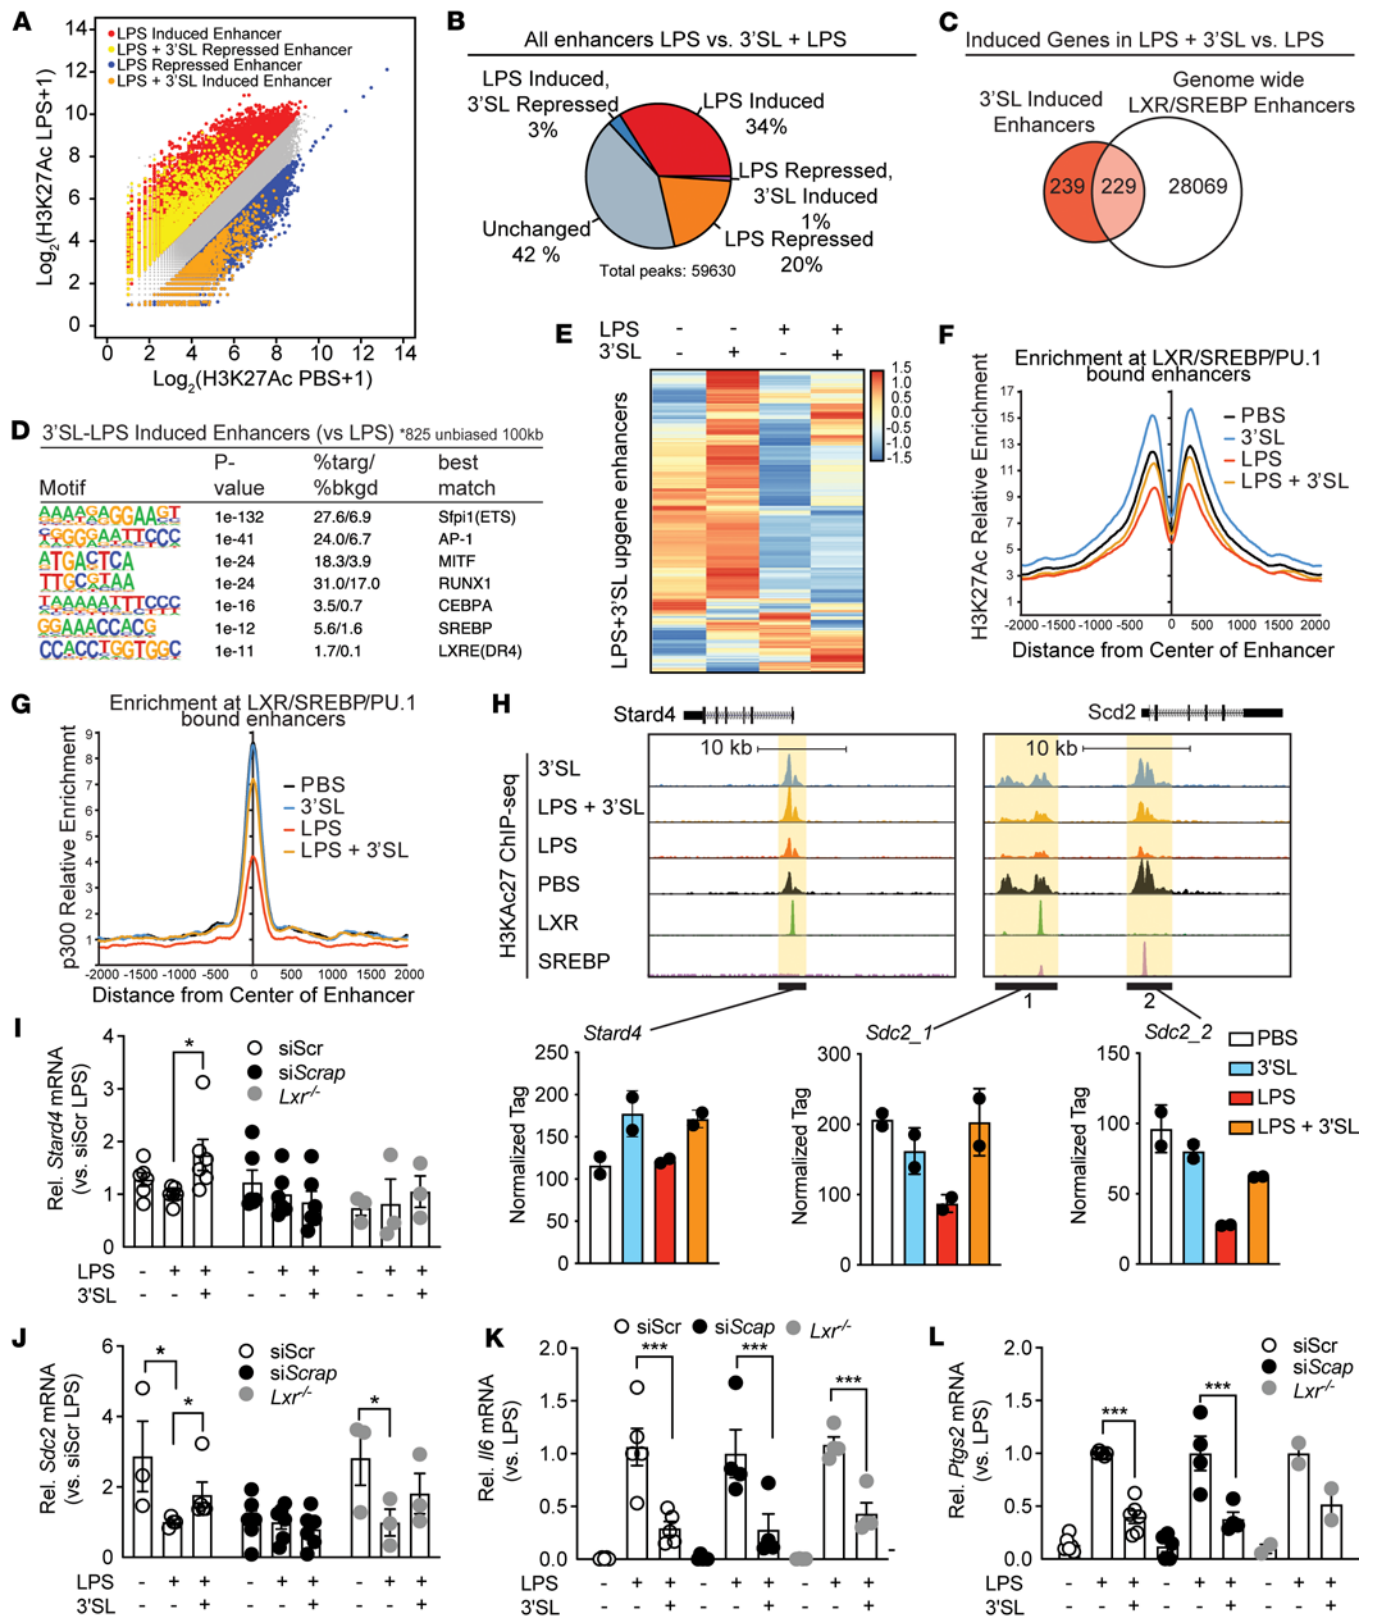 A
14
12
10
8
6
4
2
0
Log2(H3K27Ac LPS+1)
LPS Induced Enhancer
LPS + 3'SL Repressed Enhancer
LPS Repressed Enhancer
LPS + 3'SL Induced Enhancer
0 2 4 6 8 10 12 14
Log2(H3K27Ac PBS+1)
B
All enhancers LPS vs. 3'SL + LPS
LPS Induced,
3'SL Repressed
3%
LPS Induced
34%
LPS Repressed,
3'SL Induced
1%
LPS Repressed
20%
Unchanged
42 %
Total peaks: 59630
C
Induced Genes in LPS + 3'SL vs. LPS
3'SL Induced
Enhancers
Genome wide
LXR/SREBP Enhancers
239 229 28069
D 3'SL-LPS Induced Enhancers (vs LPS) *825 unbiased 100kb
Motif P-value %targ/%bkgd best match
AAAAGAGGAAGT 1e-132 27.6/6.9 Sfpi1(ETS)
TGGGGAATTCCC 1e-41 24.0/6.7 AP-1
ATGACTCA 1e-24 18.3/3.9 MITF
TTGCGTAA 1e-24 31.0/17.0 RUNX1
TAAAAATTTCCC 1e-16 3.5/0.7 CEBPA
GGAAACCACG 1e-12 5.6/1.6 SREBP
CCACCTGGTGGC 1e-11 1.7/0.1 LXRE(DR4)
E
LPS - - + +
3'SL - + - +
LPS+3'SL upgene enhancers
1.5
1.0
0.5
0.0
-0.5
-1.0
-1.5
F
Enrichment at LXR/SREBP/PU.1
bound enhancers
H3K27Ac Relative Enrichment
17
15
13
11
9
7
5
3
1
PBS
3'SL
LPS
LPS + 3'SL
-2000 -1500 -1000 -500 0 500 1000 1500 2000
Distance from Center of Enhancer
G
Enrichment at LXR/SREBP/PU.1
bound enhancers
p300 Relative Enrichment
9
8
7
6
5
4
3
2
1
PBS
3'SL
LPS
LPS + 3'SL
-2000 -1500 -1000 -500 0 500 1000 1500 2000
Distance from Center of Enhancer
H
Stard4
Scd2
10 kb
10 kb
H3KAc27 ChIP-seq
3'SL
LPS + 3'SL
LPS
PBS
LXR
SREBP
1 2
Stard4
Normalized Tag
250
200
150
100
50
0
Sdc2_1
Normalized Tag
300
200
100
0
Sdc2_2
Normalized Tag
150
100
50
0
PBS
3'SL
LPS
LPS + 3'SL
I
Rel. Stard4 mRNA
(vs. siScr LPS)
4
3
2
1
0
*
siScr
siScrap
Lxr-/-
LPS - + + - + + - + +
3'SL - - + - - + - - +
J
Rel. Sdc2 mRNA
(vs. siScr LPS)
6
4
2
0
*
*
*
siScr
siScrap
Lxr-/-
LPS - + + - + + - + +
3'SL - - + - - + - - +
K
siScr siScap Lxr-/-
Rel. Il6 mRNA
(vs. LPS)
2.0
1.5
1.0
0.5
0.0
*** *** ***
LPS - + + - + + - + +
3'SL - - + - - + - - +
L
Rel. Ptgs2 mRNA
(vs. LPS)
2.0
1.5
1.0
0.5
0.0
*** ***
siScr
siScap
Lxr-/-
LPS - + + - + + - + +
3'SL - - + - - + - - +